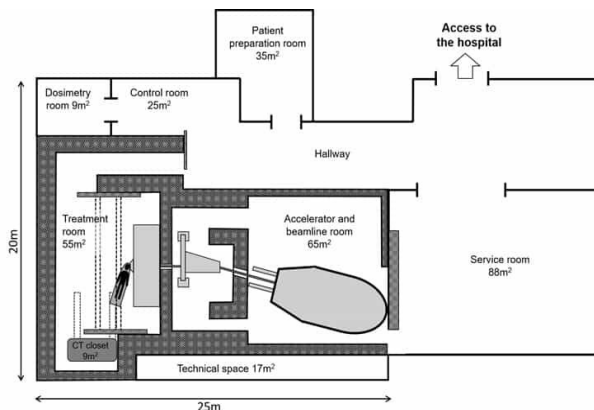 Patient
preparation room
35m²
Access to
the hospital
Dosimetry
room 9m²
Control room
25m²
Hallway
20m
Treatment
room
55m²
Accelerator and
beamline room
65m²
Service room
88m²
CT closet
9m²
Technical space 17m²
25m